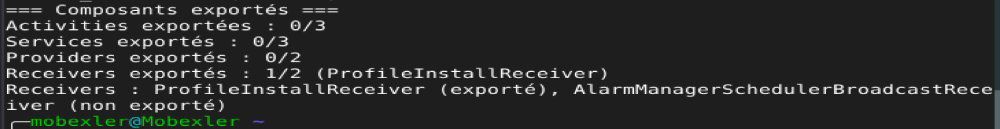 === Composants exportés ===
Activities exportées : 0/3
Services exportés : 0/3
Providers exportés : 0/2
Receivers exportés : 1/2 (ProfileInstallReceiver)
Receivers : ProfileInstallReceiver (exporté), AlarmManagerSchedulerBroadcastRece
iver (non exporté)
╭─mobexler@Mobexler ~